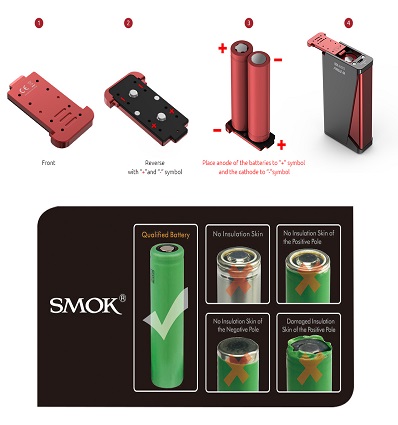 1
2
3
4
Front
Reverse
with "+"and "-" symbol
Place anode of the batteries to "+" symbol
and the cathode to "-"symbol
+
-
-
+
SMOK®
Qualified Battery
No Insulation Skin
No Insulation Skin of
the Positive Pole
No Insulation Skin of
the Negative Pole
Damaged Insulation
Skin of the Positive Pole